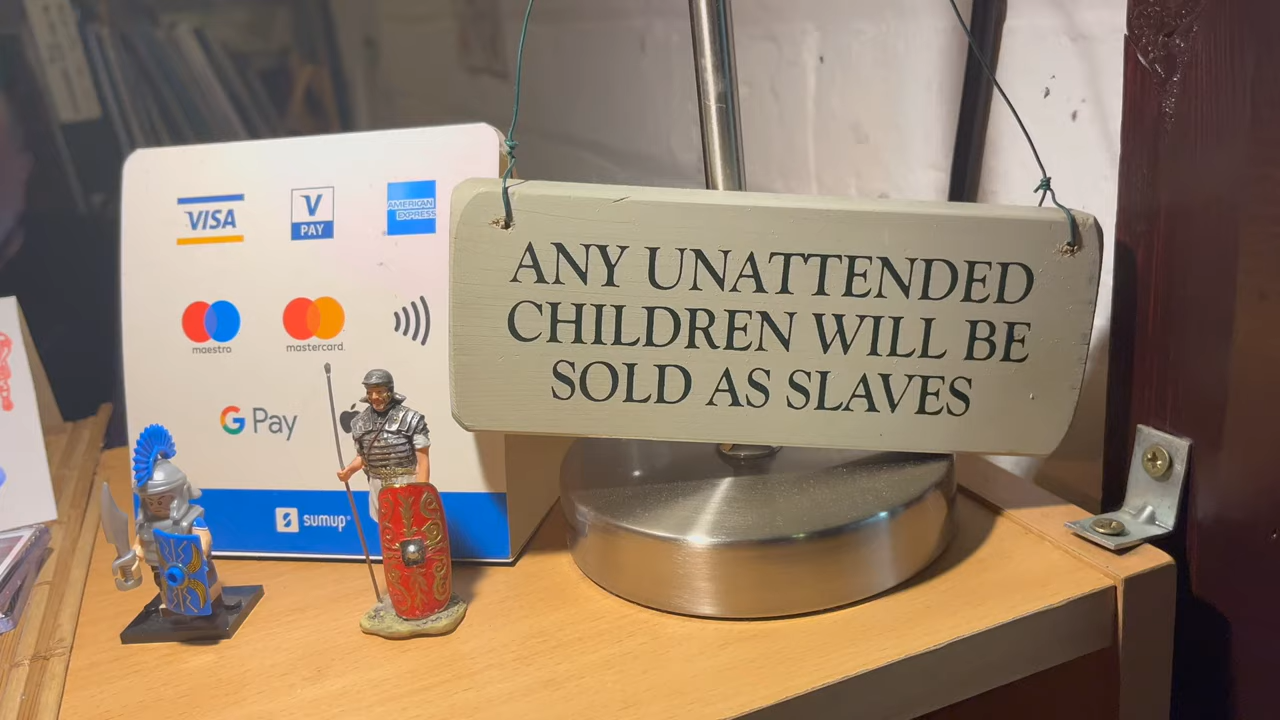 VISA
V
PAY
AMERICAN
EXPRESS
maestro
mastercard.
G Pay
sumup
ANY UNATTENDED
CHILDREN WILL BE
SOLD AS SLAVES